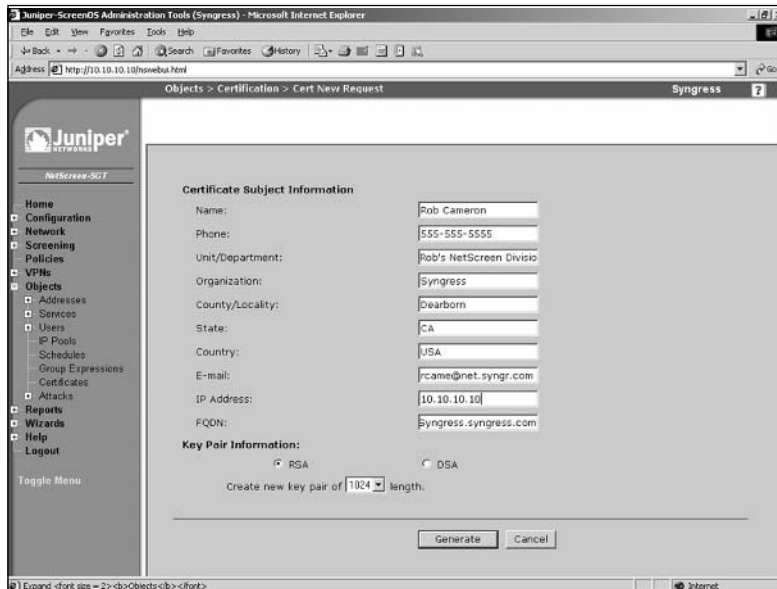 Juniper-ScreenOS Administration Tools (Syngress) - Microsoft Internet Explorer
File Edit View Favorites Tools Help
Back Search Favorites History
Address http://10.10.10.10/nswebui.html Go
Objects > Certification > Cert New Request Syngress ?
Juniper
NETWORKS
NetScreen-5GT
Home
Configuration
Network
Screening
Policies
VPNs
Objects
Addresses
Services
Users
IP Pools
Schedules
Group Expressions
Certificates
Attacks
Reports
Wizards
Help
Logout
Toggle Menu
Certificate Subject Information
Name: Rob Cameron
Phone: 555-555-5555
Unit/Department: Rob's NetScreen Divisio
Organization: Syngress
County/Locality: Dearborn
State: CA
Country: USA
E-mail: rcame@net.syngr.com
IP Address: 10.10.10.10
FQDN: Syngress.syngress.com
Key Pair Information:
RSA DSA
Create new key pair of 1024 length.
Generate Cancel
Expand <font size = 2><b>Objects</b></font> Internet